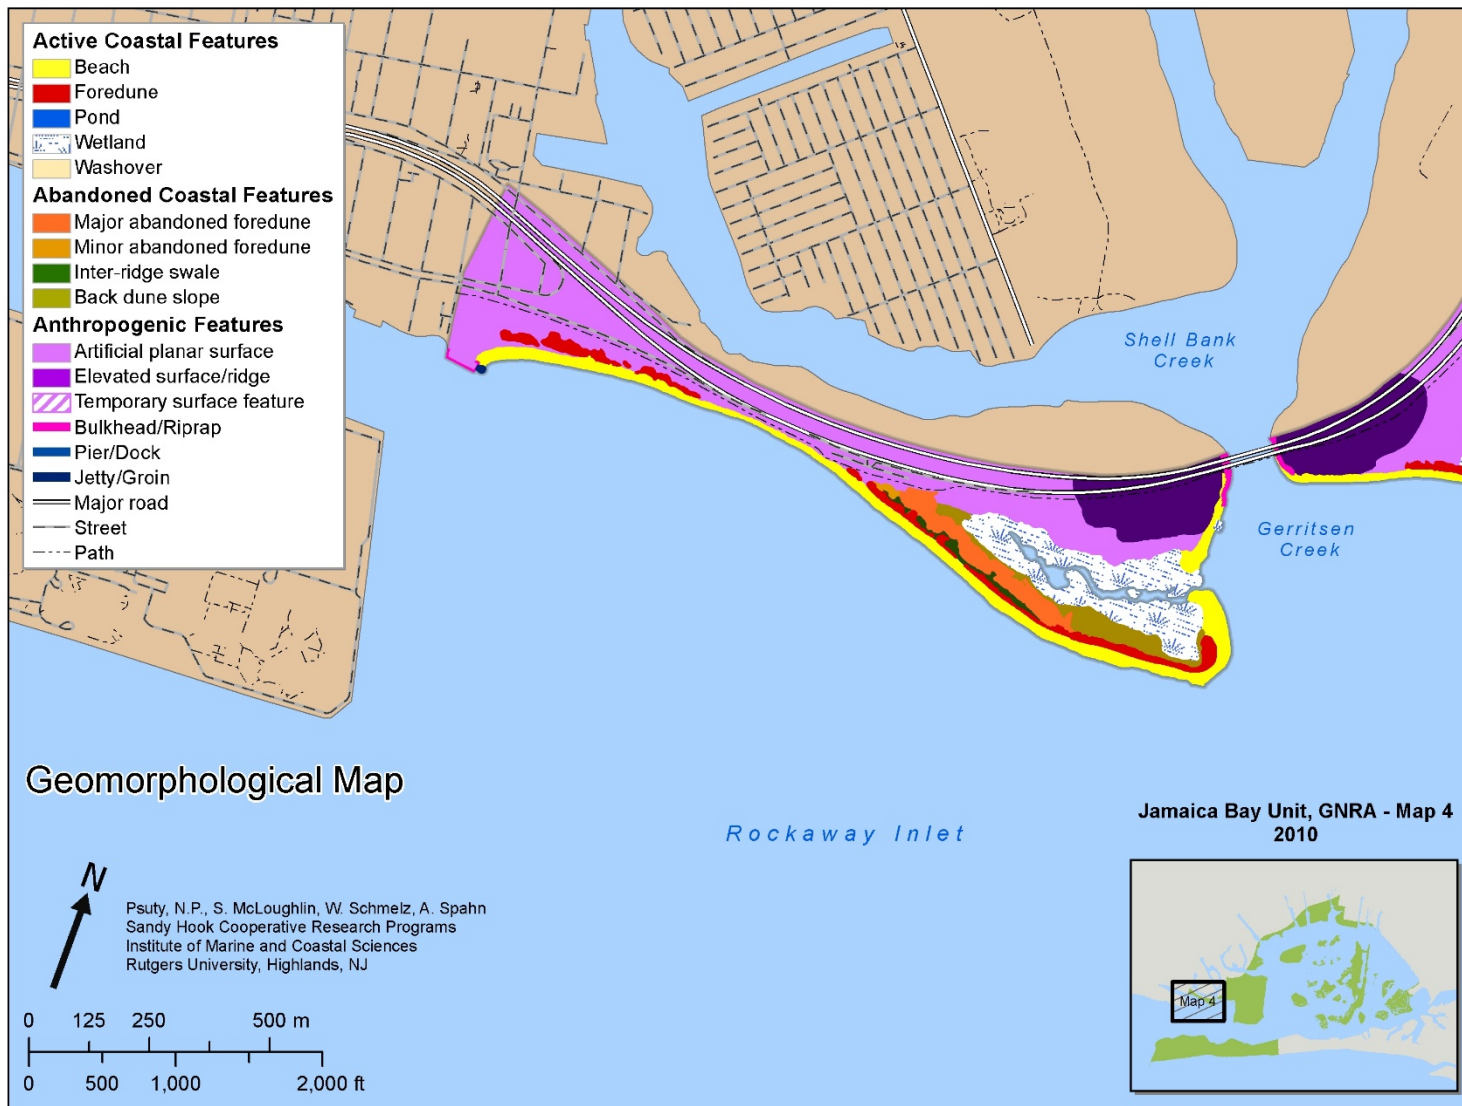 Active Coastal Features
Beach
Foredune
Pond
Wetland
Washover
Abandoned Coastal Features
Major abandoned foredune
Minor abandoned foredune
Inter-ridge swale
Back dune slope
Anthropogenic Features
Artificial planar surface
Elevated surface/ridge
Temporary surface feature
Bulkhead/Riprap
Pier/Dock
Jetty/Groin
Major road
Street
Path
Shell Bank
Creek
Gerritsen
Creek
Geomorphological Map
Rockaway Inlet
N
Psuty, N.P., S. McLoughlin, W. Schmelz, A. Spahn
Sandy Hook Cooperative Research Programs
Institute of Marine and Coastal Sciences
Rutgers University, Highlands, NJ
0 125 250 500 m
0 500 1,000 2,000 ft
Jamaica Bay Unit, GNRA - Map 4
2010
Map 4